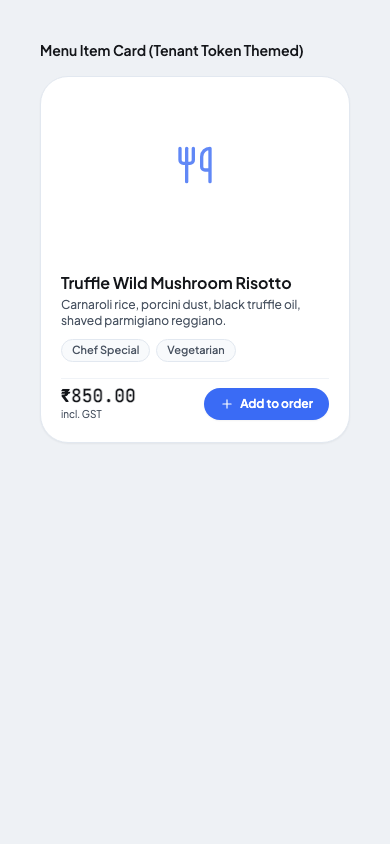 Menu Item Card (Tenant Token Themed)
Truffle Wild Mushroom Risotto
Carnaroli rice, porcini dust, black truffle oil,
shaved parmigiano reggiano.
Chef Special
Vegetarian
₹850.00
incl. GST
Add to order